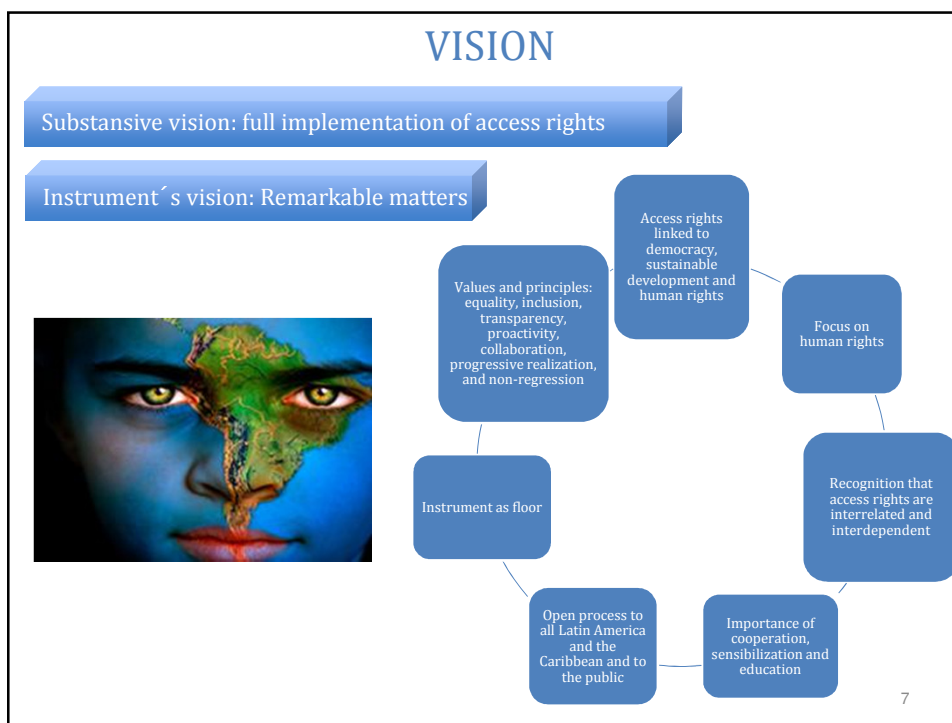 VISION
Substansive vision: full implementation of access rights
Instrument´s vision: Remarkable matters
Access rights
linked to
democracy,
sustainable
development and
human rights
Focus on
human rights
Recognition that
access rights are
interrelated and
interdependent
Importance of
cooperation,
sensibilization and
education
Open process to
all Latin America
and the
Caribbean and to
the public
Instrument as floor
Values and principles:
equality, inclusion,
transparency,
proactivity,
collaboration,
progressive realization,
and non-regression
7